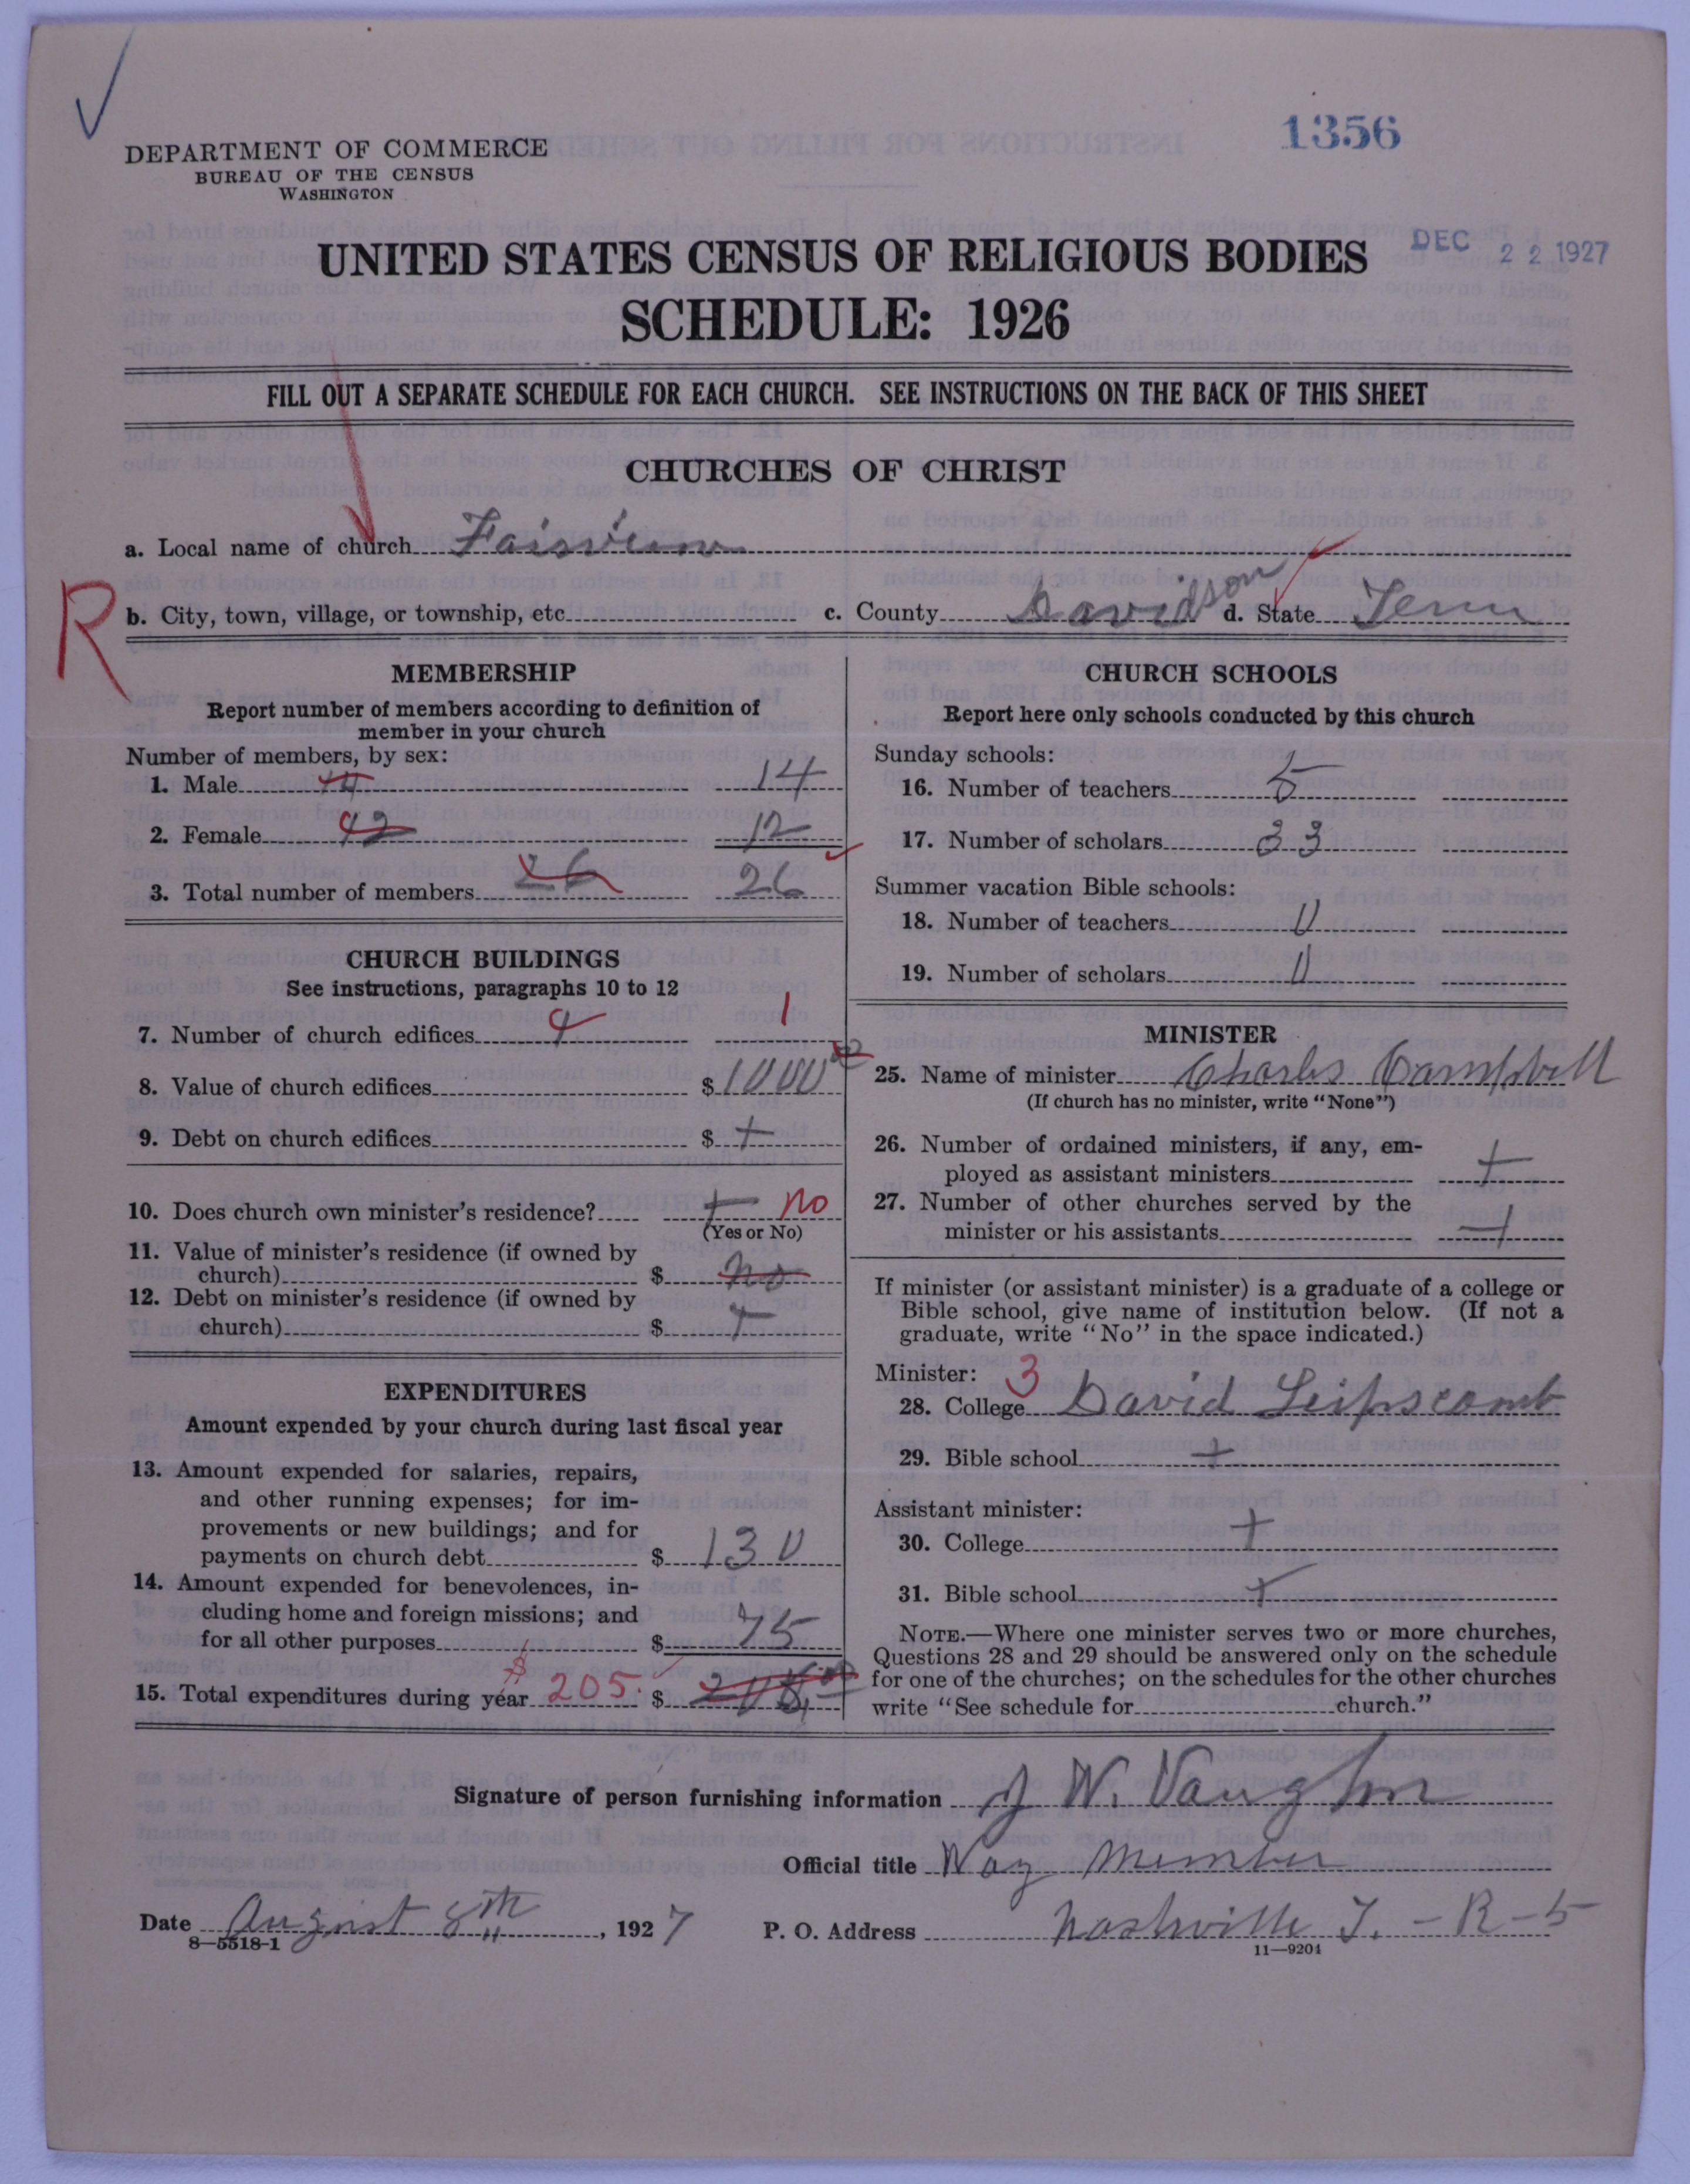 1356
DEPARTMENT OF COMMERCE
BUREAU OF THE CENSUS
WASHINGTON
UNITED STATES CENSUS OF RELIGIOUS BODIES
DEC 22 1927
SCHEDULE: 1926
FILL OUT A SEPARATE SCHEDULE FOR EACH CHURCH. SEE INSTRUCTIONS ON THE BACK OF THIS SHEET
CHURCHES OF CHRIST
a. Local name of church Fairview
R
b. City, town, village, or township, etc. c. County Davidson d. State Tenn
MEMBERSHIP
Report number of members according to definition of
member in your church
Number of members, by sex:
1. Male 14 14
2. Female 12
3. Total number of members 26 26
CHURCH BUILDINGS
See instructions, paragraphs 10 to 12
7. Number of church edifices 1
8. Value of church edifices $1000
9. Debt on church edifices $ +
10. Does church own minister's residence? + no
(Yes or No)
11. Value of minister's residence (if owned by
church) $ no
12. Debt on minister's residence (if owned by
church) $ +
EXPENDITURES
Amount expended by your church during last fiscal year
13. Amount expended for salaries, repairs,
and other running expenses; for im-
provements or new buildings; and for
payments on church debt $ 130
14. Amount expended for benevolences, in-
cluding home and foreign missions; and
for all other purposes $ 75
15. Total expenditures during year $205. $
CHURCH SCHOOLS
Report here only schools conducted by this church
Sunday schools:
16. Number of teachers 5
17. Number of scholars 33
Summer vacation Bible schools:
18. Number of teachers 0
19. Number of scholars 0
MINISTER
25. Name of minister Charles Campbell
(If church has no minister, write "None")
26. Number of ordained ministers, if any, em-
ployed as assistant ministers +
27. Number of other churches served by the
minister or his assistants +
If minister (or assistant minister) is a graduate of a college or
Bible school, give name of institution below. (If not a
graduate, write "No" in the space indicated.)
Minister: 3
28. College David Leipscomb
29. Bible school +
Assistant minister:
30. College +
31. Bible school +
NOTE.—Where one minister serves two or more churches,
Questions 28 and 29 should be answered only on the schedule
for one of the churches; on the schedules for the other churches
write "See schedule for church."
Signature of person furnishing information J W. Vaughn
Official title Way Member
Date August 8th, 1927 P. O. Address Nashville T. - R-5
8—5518-1 11—9204